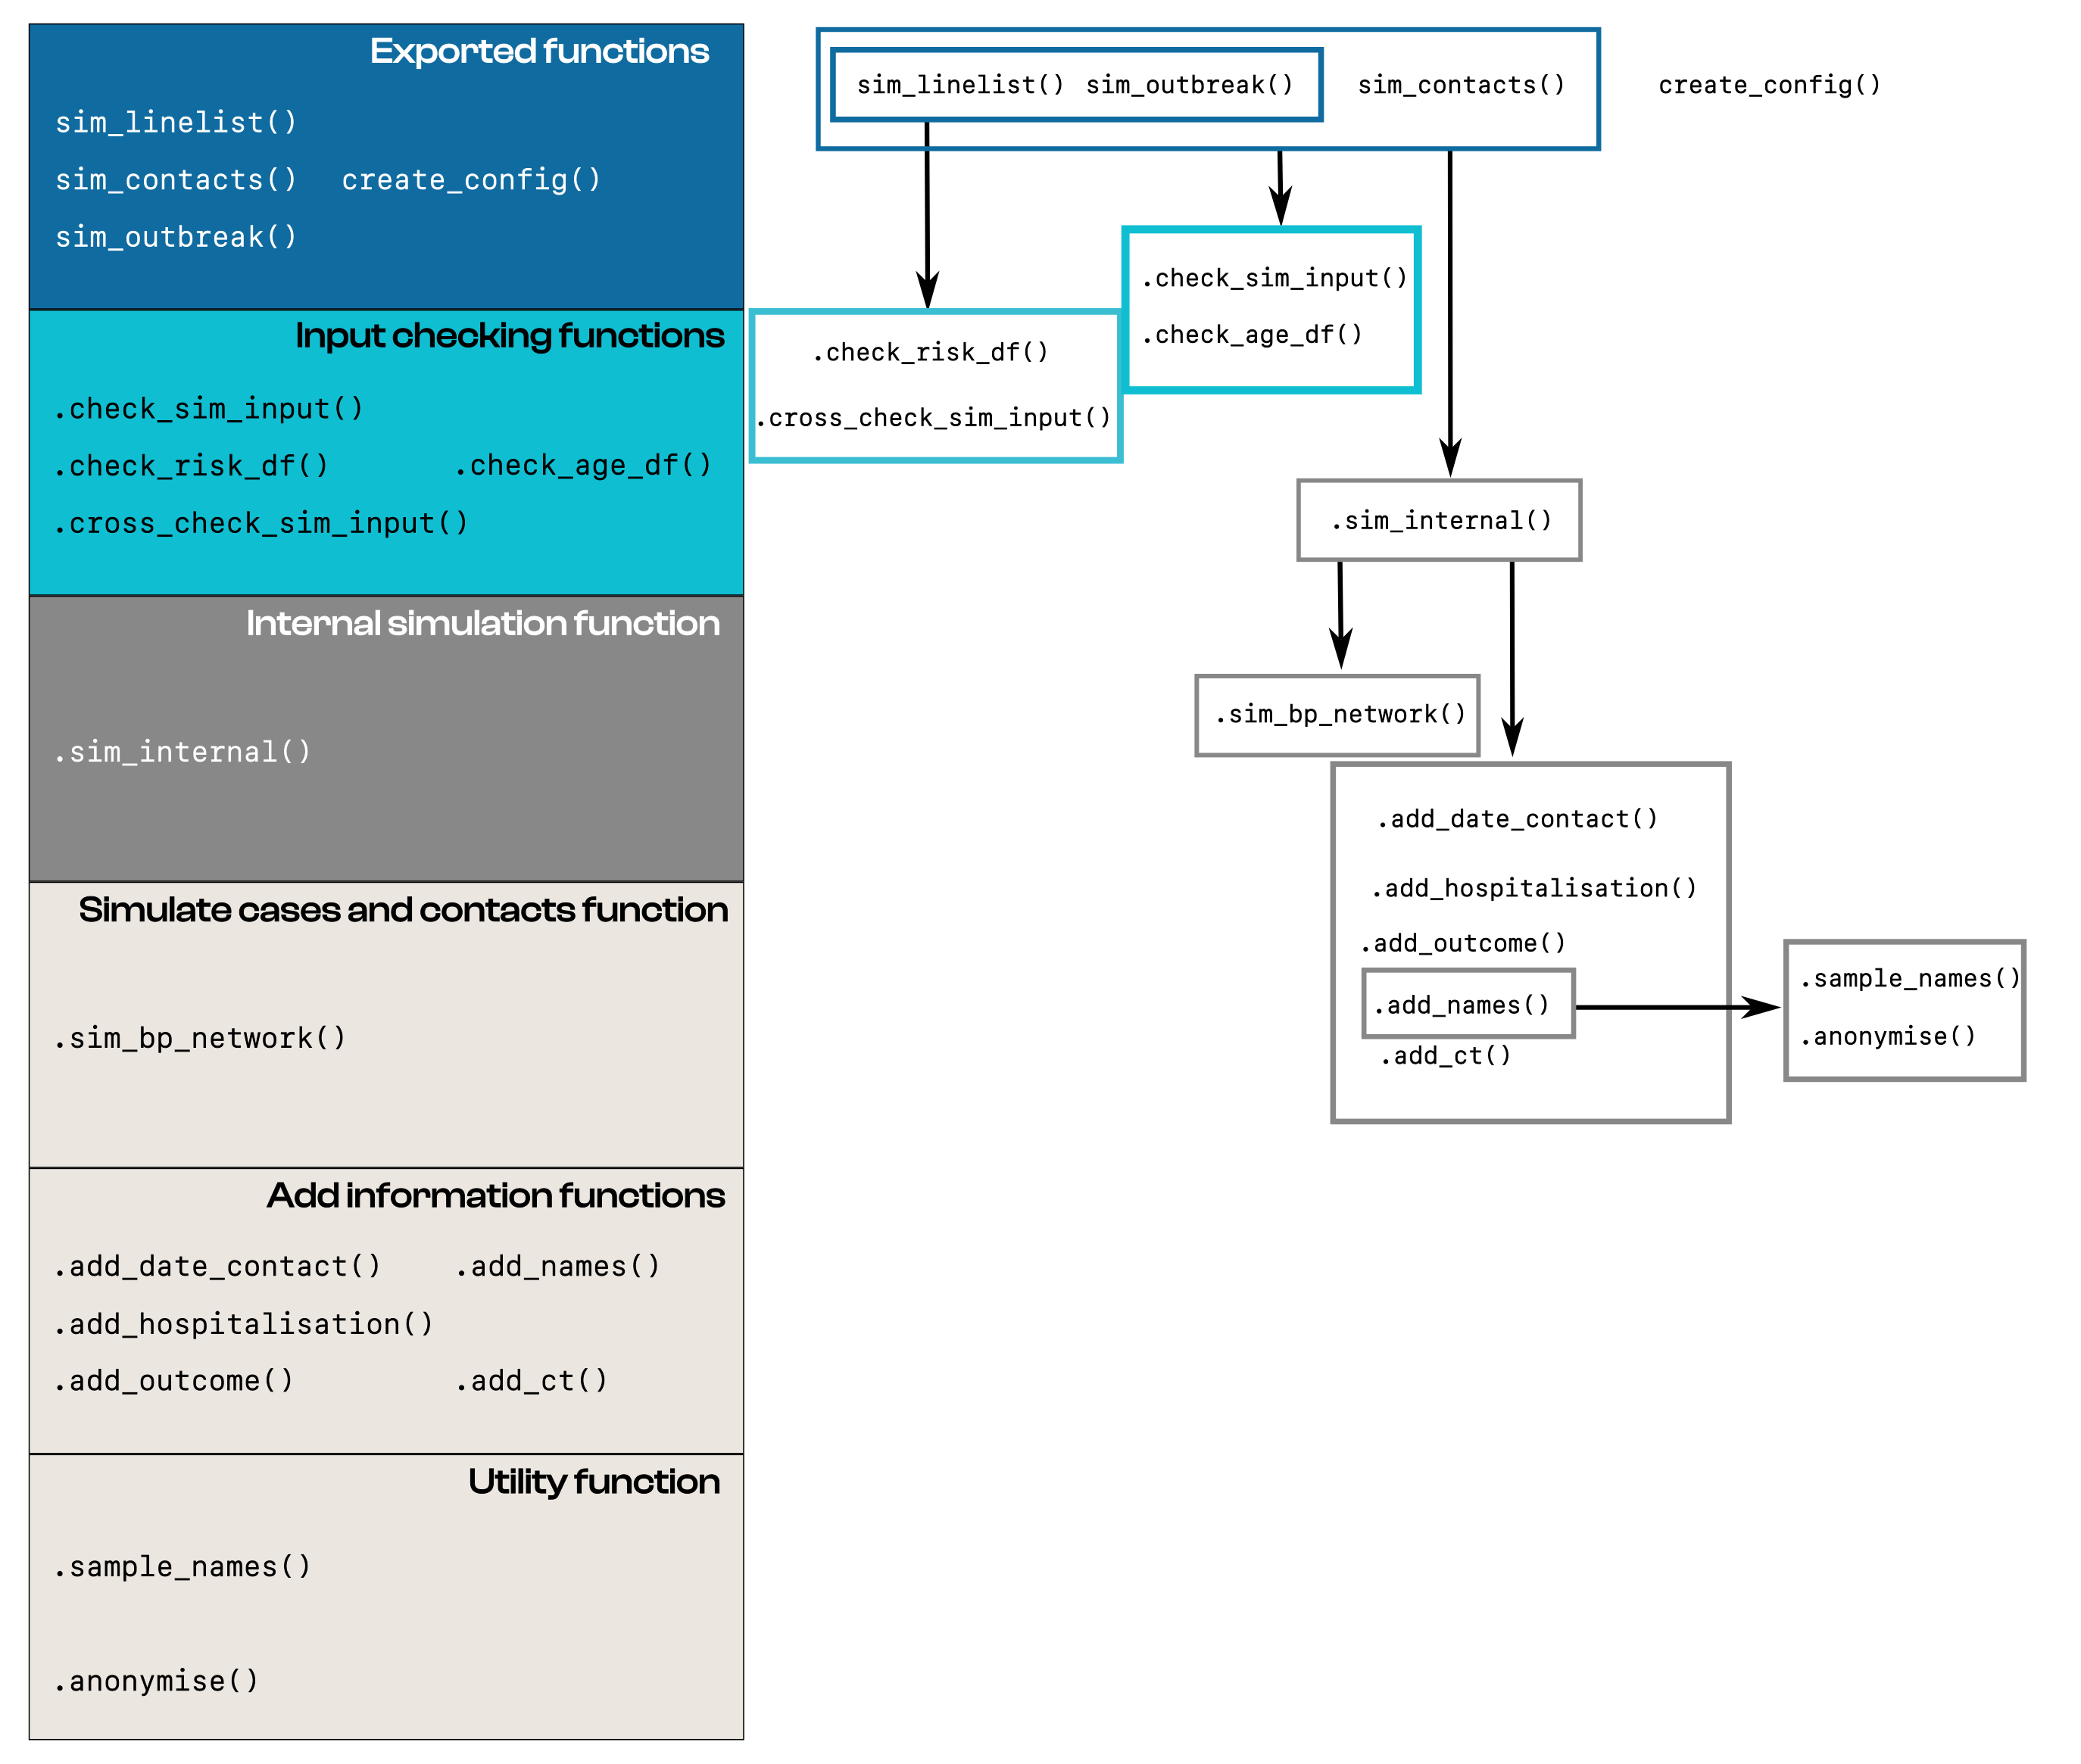 Exported functions
sim_linelist()
sim_contacts() create_config()
sim_outbreak()
Input checking functions
.check_sim_input()
.check_risk_df() .check_age_df()
.cross_check_sim_input()
Internal simulation function
.sim_internal()
Simulate cases and contacts function
.sim_bp_network()
Add information functions
.add_date_contact() .add_names()
.add_hospitalisation()
.add_outcome() .add_ct()
Utility function
.sample_names()
.anonymise()
sim_linelist() sim_outbreak() sim_contacts() create_config()
.check_risk_df()
.cross_check_sim_input()
.check_sim_input()
.check_age_df()
.sim_internal()
.sim_bp_network()
.add_date_contact()
.add_hospitalisation()
.add_outcome()
.add_names()
.add_ct()
.sample_names()
.anonymise()